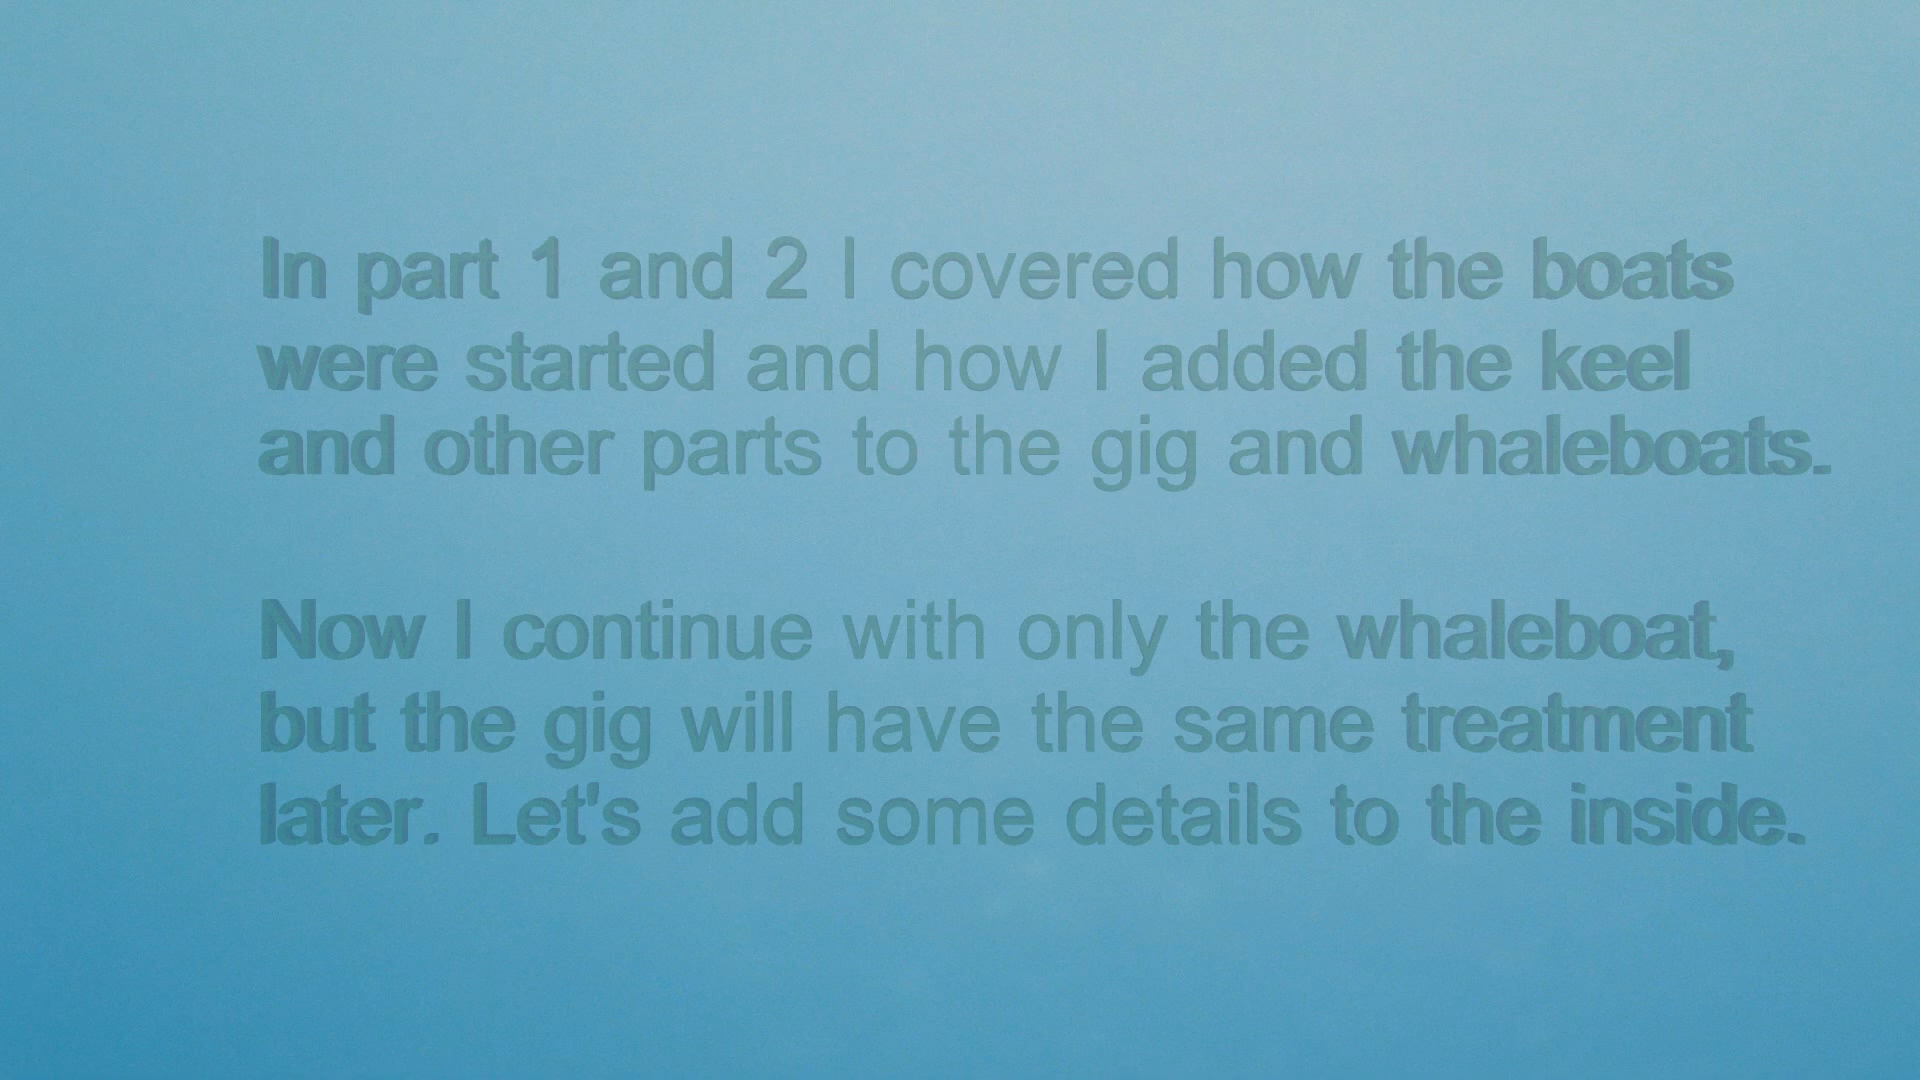 In part 1 and 2 I covered how the boats
were started and how I added the keel
and other parts to the gig and whaleboats.
Now I continue with only the whaleboat,
but the gig will have the same treatment
later. Let's add some details to the inside.